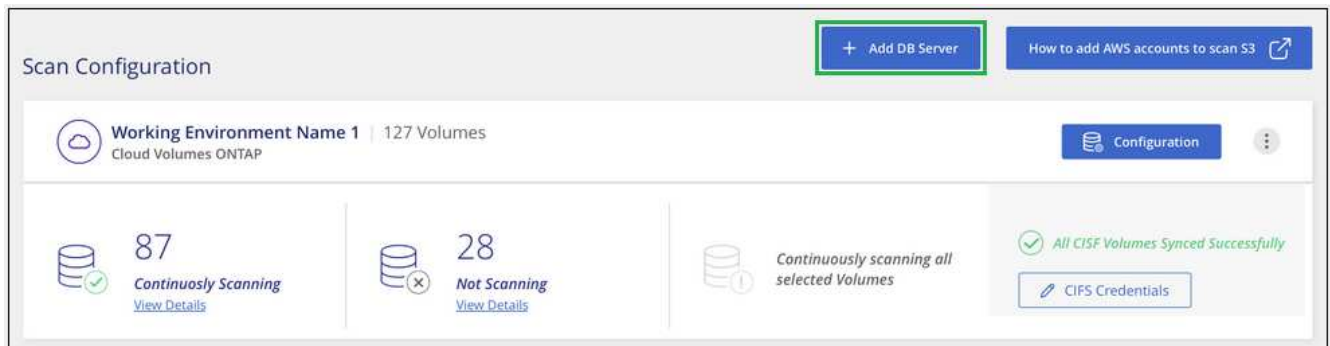 + Add DB Server
How to add AWS accounts to scan S3
Scan Configuration
Working Environment Name 1 | 127 Volumes
Cloud Volumes ONTAP
Configuration
87
Continuosly Scanning
View Details
28
Not Scanning
View Details
Continuously scanning all
selected Volumes
All CISF Volumes Synced Successfully
CIFS Credentials